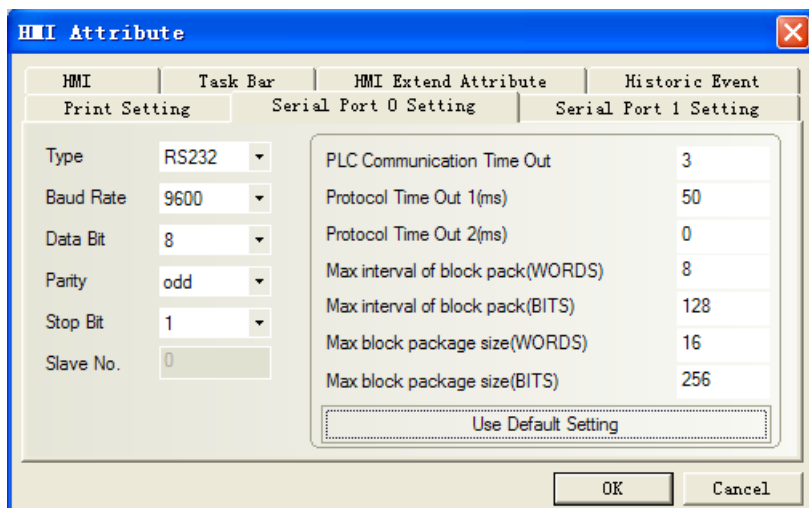 HMI Attribute
HMI Task Bar HMI Extend Attribute Historic Event
Print Setting Serial Port 0 Setting Serial Port 1 Setting
Type RS232
Baud Rate 9600
Data Bit 8
Parity odd
Stop Bit 1
Slave No. 0
PLC Communication Time Out 3
Protocol Time Out 1(ms) 50
Protocol Time Out 2(ms) 0
Max interval of block pack(WORDS) 8
Max interval of block pack(BITS) 128
Max block package size(WORDS) 16
Max block package size(BITS) 256
Use Default Setting
OK Cancel